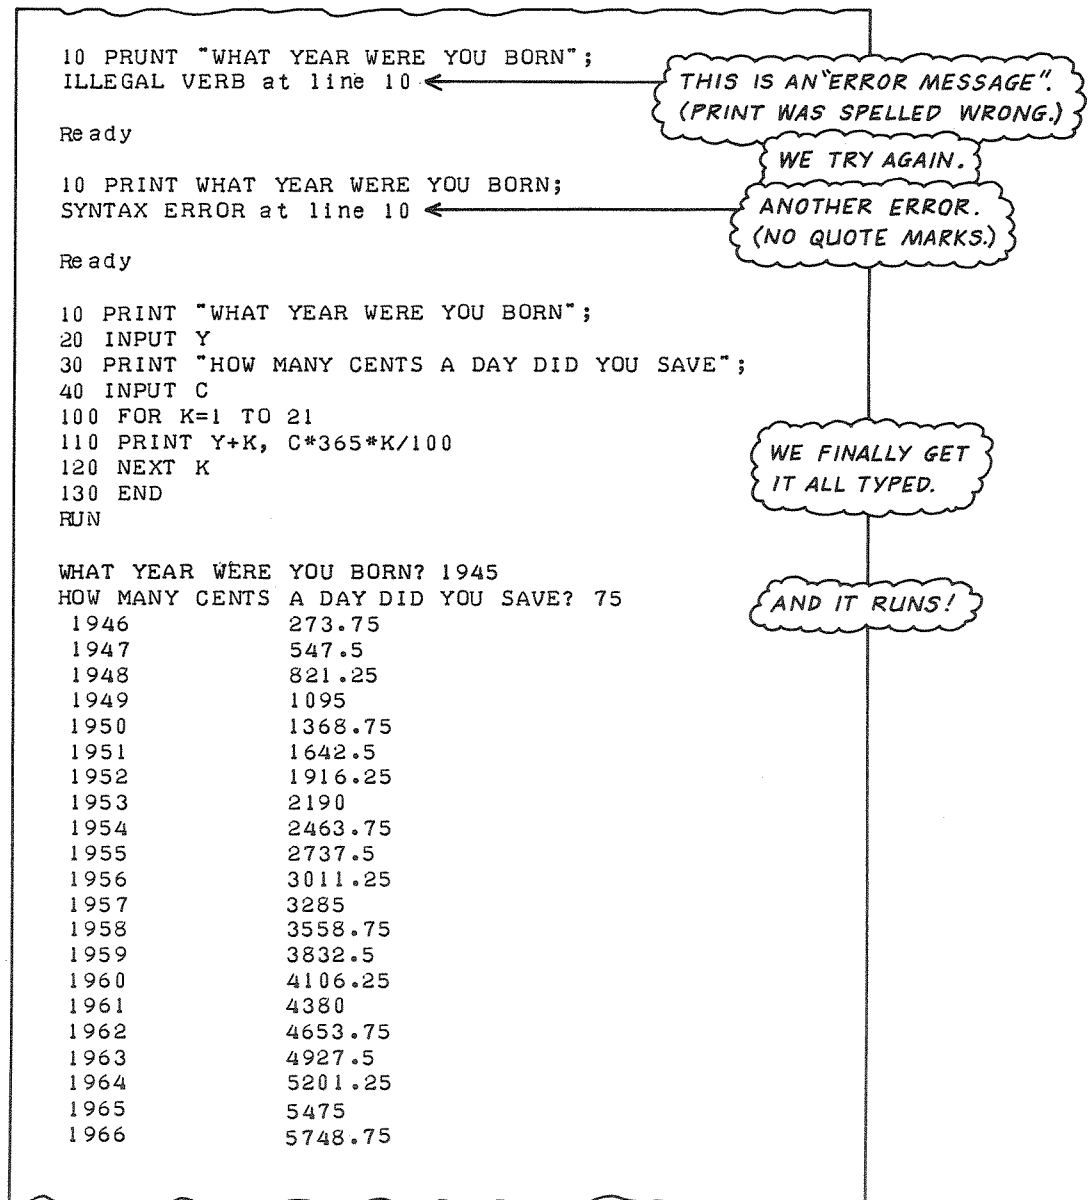 10 PRUNT "WHAT YEAR WERE YOU BORN";
ILLEGAL VERB at line 10
THIS IS AN "ERROR MESSAGE".
(PRINT WAS SPELLED WRONG.)
Ready
WE TRY AGAIN.
10 PRINT WHAT YEAR WERE YOU BORN;
SYNTAX ERROR at line 10
ANOTHER ERROR.
(NO QUOTE MARKS.)
Ready
10 PRINT "WHAT YEAR WERE YOU BORN";
20 INPUT Y
30 PRINT "HOW MANY CENTS A DAY DID YOU SAVE";
40 INPUT C
100 FOR K=1 TO 21
110 PRINT Y+K, C*365*K/100
120 NEXT K
130 END
RUN
WE FINALLY GET
IT ALL TYPED.
WHAT YEAR WERE YOU BORN? 1945
HOW MANY CENTS A DAY DID YOU SAVE? 75
AND IT RUNS!
1946 273.75
1947 547.5
1948 821.25
1949 1095
1950 1368.75
1951 1642.5
1952 1916.25
1953 2190
1954 2463.75
1955 2737.5
1956 3011.25
1957 3285
1958 3558.75
1959 3832.5
1960 4106.25
1961 4380
1962 4653.75
1963 4927.5
1964 5201.25
1965 5475
1966 5748.75